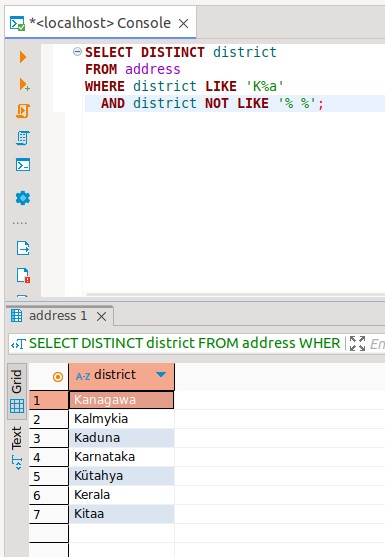 *<localhost> Console
SELECT DISTINCT district
FROM address
WHERE district LIKE 'K%a'
AND district NOT LIKE '% %';
address 1
SELECT DISTINCT district FROM address WHER
En
Grid
Text
A-Z district
1 Kanagawa
2 Kalmykia
3 Kaduna
4 Karnataka
5 Kütahya
6 Kerala
7 Kitaa